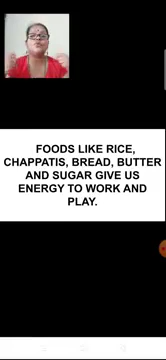 FOODS LIKE RICE,
CHAPPATIS, BREAD, BUTTER
AND SUGAR GIVE US
ENERGY TO WORK AND
PLAY.